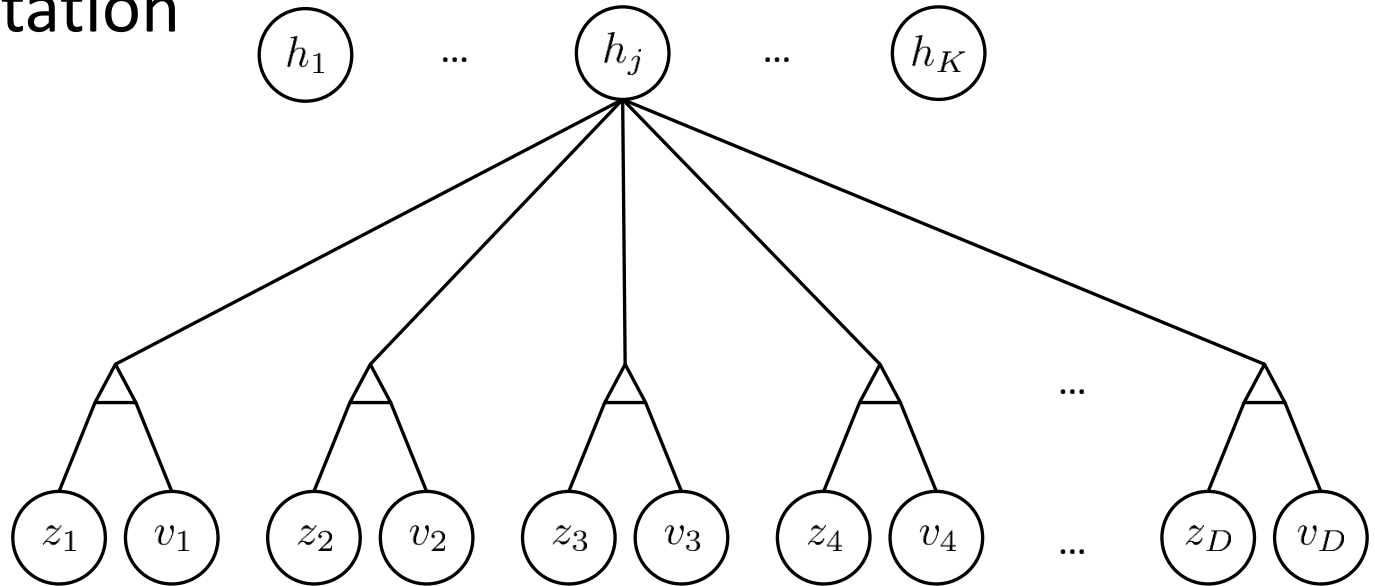 tation
h_1 ... h_j ... h_K
...
z_1 v_1 z_2 v_2 z_3 v_3 z_4 v_4 ... z_D v_D